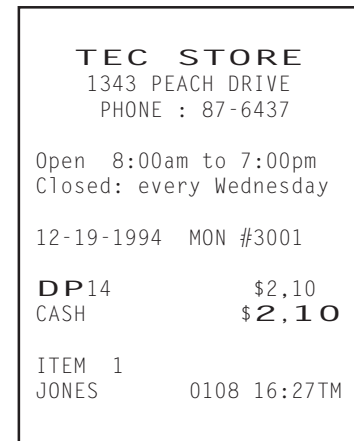 TEC STORE
1343 PEACH DRIVE
PHONE : 87-6437
Open 8:00am to 7:00pm
Closed: every Wednesday
12-19-1994 MON #3001
DP14 $2,10
CASH $2,10
ITEM 1
JONES 0108 16:27TM